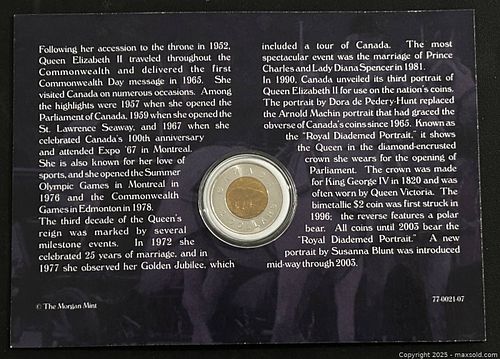 Following her accession to the throne in 1952,
Queen Elizabeth II traveled throughout the
Commonwealth and delivered the first
Commonwealth Day message in 1965. She
visited Canada on numerous occasions. Among
the highlights were 1957 when she opened the
Parliament of Canada, 1959 when she opened the
St. Lawrence Seaway, and 1967 when she
celebrated Canada's 100th anniversary
and attended Expo '67 in Montreal.
She is also known for her love of
sports, and she opened the Summer
Olympic Games in Montreal in
1976 and the Commonwealth
Games in Edmonton in 1978.
The third decade of the Queen's
reign was marked by several
milestone events. In 1972 she
celebrated 25 years of marriage, and in
1977 she observed her Golden Jubilee, which
included a tour of Canada. The most
spectacular event was the marriage of Prince
Charles and Lady Diana Spencer in 1981.
In 1990, Canada unveiled its third portrait of
Queen Elizabeth II for use on the nation's coins.
The portrait by Dora de Pedery-Hunt replaced
the Arnold Machin portrait that had graced the
obverse of Canada's coins since 1965. Known as
the "Royal Diademed Portrait," it shows
the Queen in the diamond-encrusted
crown she wears for the opening of
Parliament. The crown was made
for King George IV in 1820 and was
often worn by Queen Victoria. The
bimetallic $2 coin was first struck in
1996; the reverse features a polar
bear. All coins until 2003 bear the
"Royal Diademed Portrait." A new
portrait by Susanna Blunt was introduced
mid-way through 2003.
© The Morgan Mint
77-0021-07
Copyright 2025 - maxsold.com